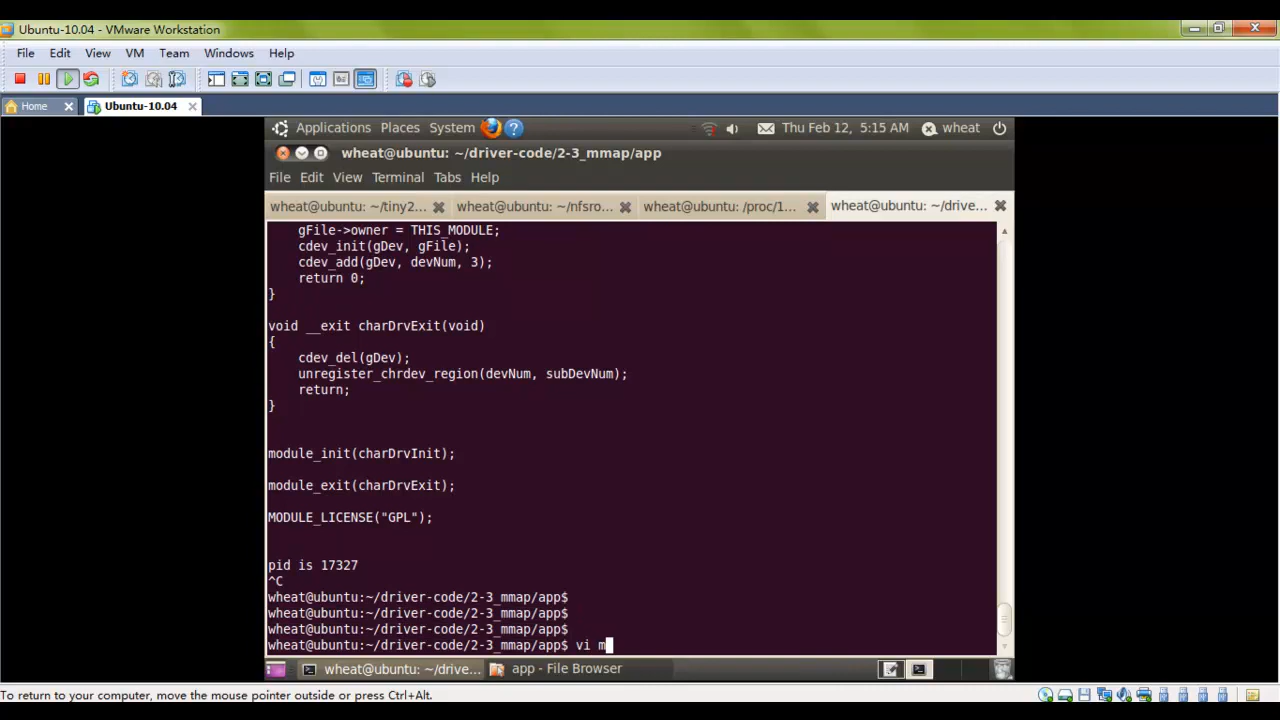 Ubuntu-10.04 - VMware Workstation
File Edit View VM Team Windows Help
Home Ubuntu-10.04
Applications Places System Thu Feb 12, 5:15 AM wheat
wheat@ubuntu: ~/driver-code/2-3_mmap/app
File Edit View Terminal Tabs Help
wheat@ubuntu: ~/tiny2... wheat@ubuntu: ~/nfsro... wheat@ubuntu: /proc/1... wheat@ubuntu: ~/drive...
gFile->owner = THIS_MODULE;
cdev_init(gDev, gFile);
cdev_add(gDev, devNum, 3);
return 0;
}
void __exit charDrvExit(void)
{
cdev_del(gDev);
unregister_chrdev_region(devNum, subDevNum);
return;
}
module_init(charDrvInit);
module_exit(charDrvExit);
MODULE_LICENSE("GPL");
pid is 17327
^C
wheat@ubuntu:~/driver-code/2-3_mmap/app$
wheat@ubuntu:~/driver-code/2-3_mmap/app$
wheat@ubuntu:~/driver-code/2-3_mmap/app$
wheat@ubuntu:~/driver-code/2-3_mmap/app$ vi m
wheat@ubuntu: ~/drive... app - File Browser
To return to your computer, move the mouse pointer outside or press Ctrl+Alt.